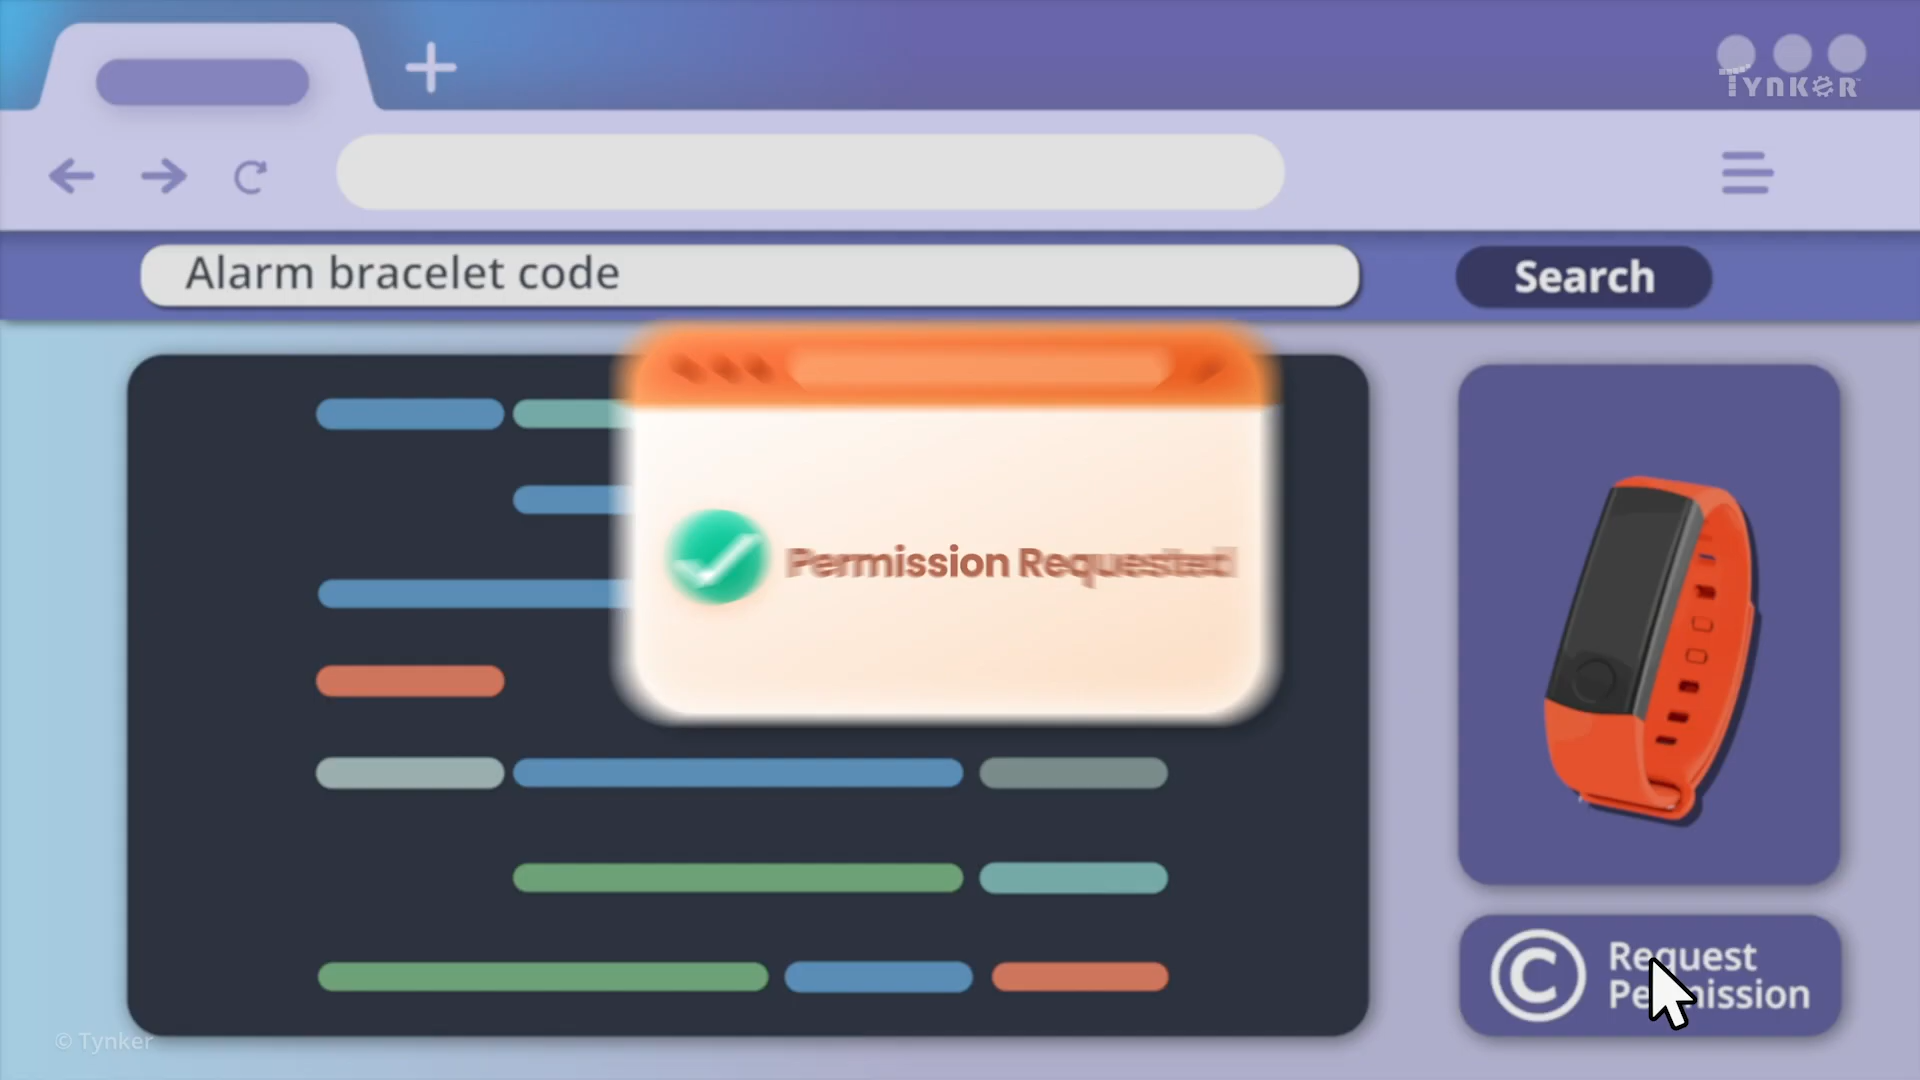 TYNKER
Alarm bracelet code
Search
Permission Requested
©
Request
Permission
© Tynker